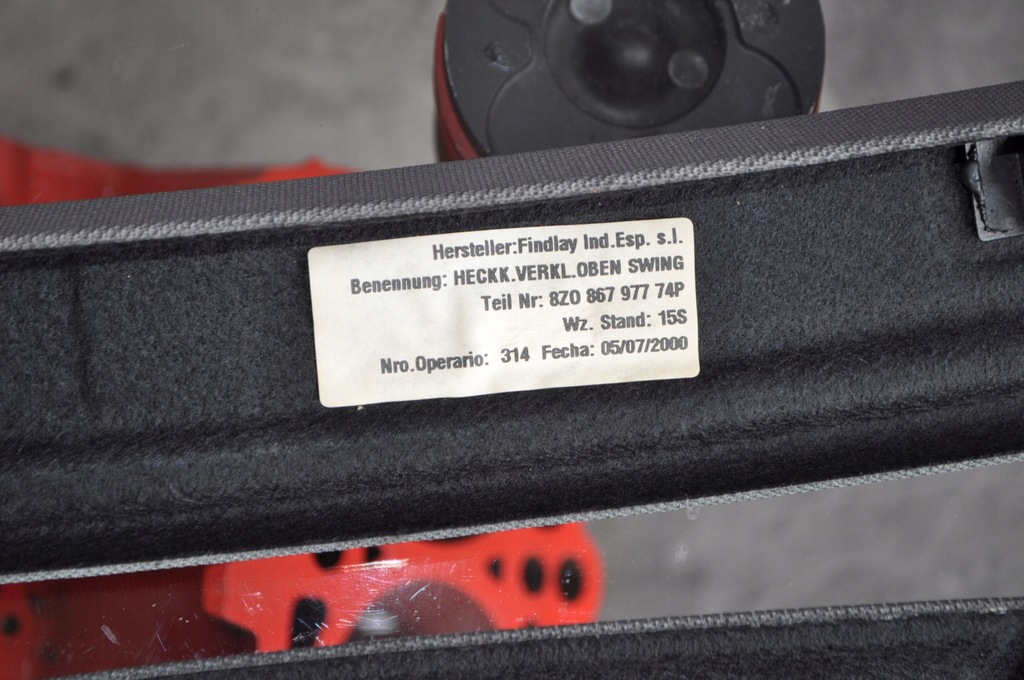 Hersteller:Findlay Ind.Esp. s.l.
Benennung: HECKK.VERKL.OBEN SWING
Teil Nr: 8Z0 867 977 74P
Wz. Stand: 15S
Nro.Operario: 314 Fecha: 05/07/2000